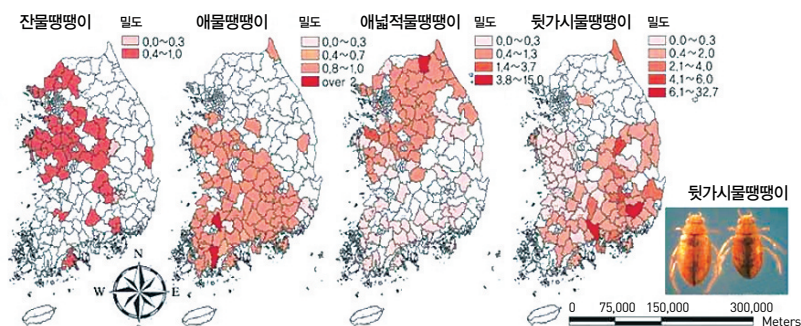 잔물땡땡이
밀도
0.0~0.3
0.4~1.0
애물땡땡이
밀도
0.0~0.3
0.4~0.7
0.8~1.0
over 2
애넓적물땡땡이
밀도
0.0~0.3
0.4~1.3
1.4~3.7
3.8~15.0
뒷가시물땡땡이
밀도
0.0~0.3
0.4~2.0
2.1~4.0
4.1~6.0
6.1~32.7
뒷가시물땡땡이
N
W
E
S
0 75,000 150,000 300,000
Meters